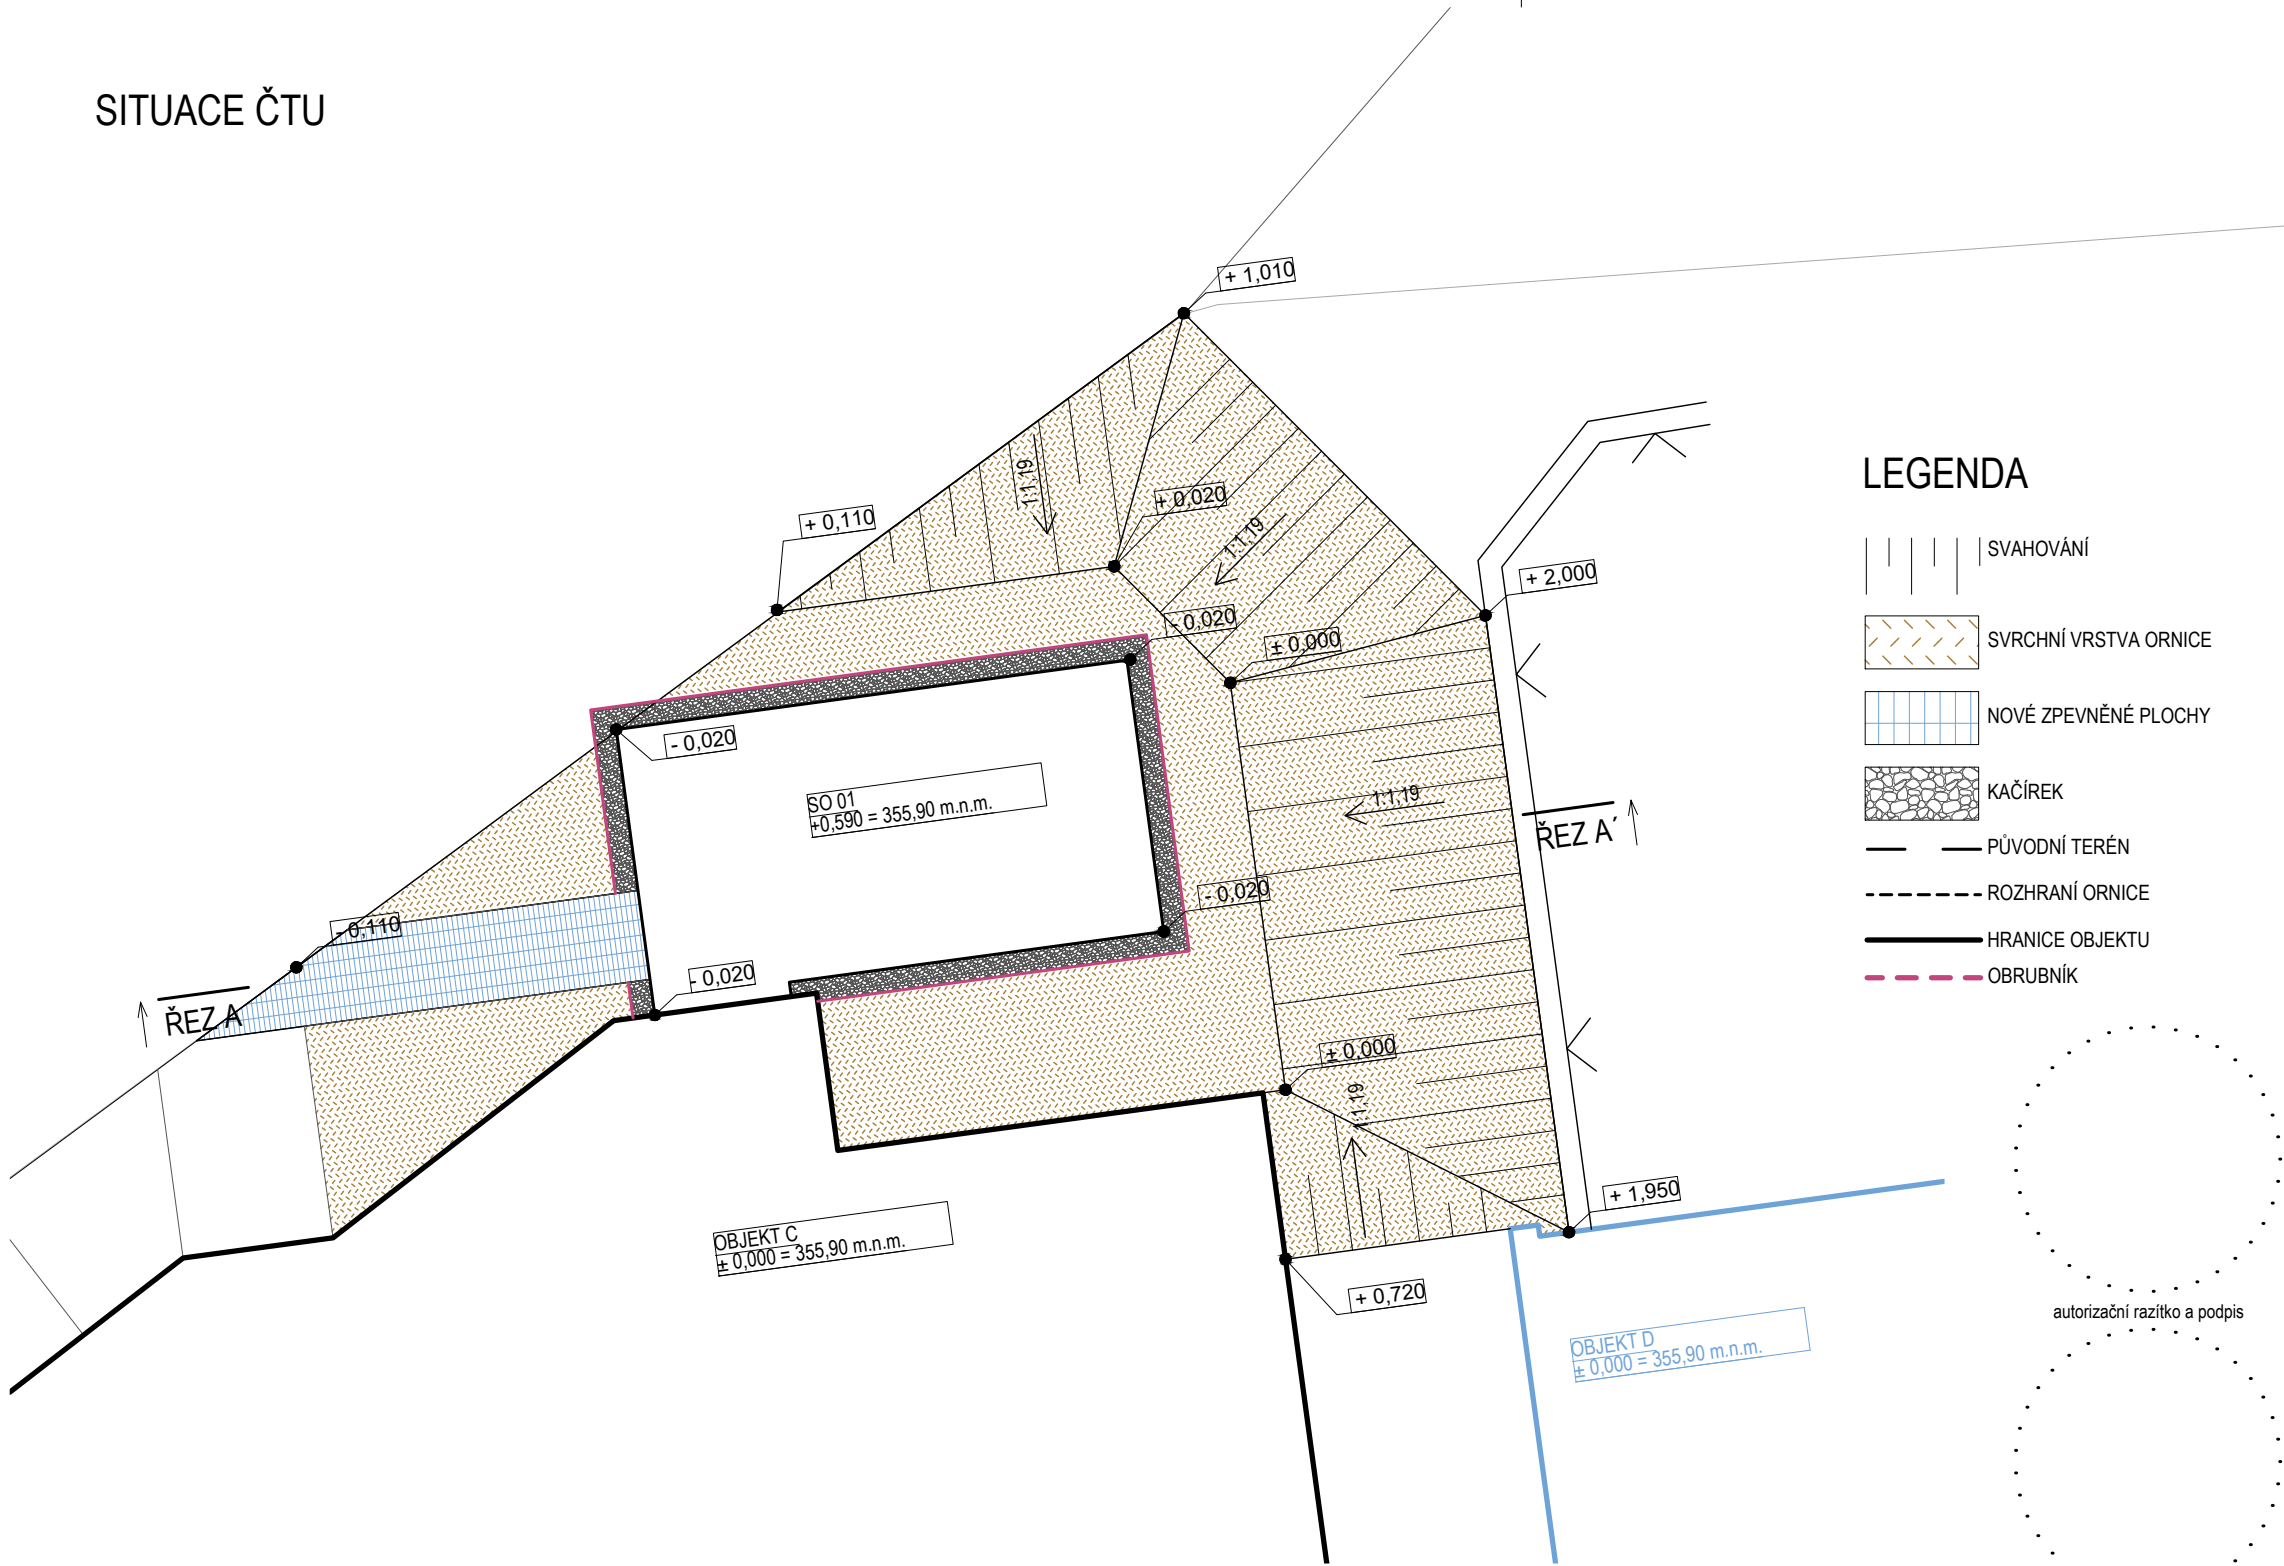 SITUACE ČTU
+ 1,010
+ 0,110
1:1,19
+ 0,020
1:1,19
+ 2,000
- 0,020
± 0,000
- 0,020
SO 01
+0,590 = 355,90 m.n.m.
1:1,19
ŘEZ A´
- 0,020
- 0,110
- 0,020
ŘEZ A
± 0,000
1:1,19
+ 1,950
OBJEKT C
± 0,000 = 355,90 m.n.m.
+ 0,720
OBJEKT D
± 0,000 = 355,90 m.n.m.
LEGENDA
SVAHOVÁNÍ
SVRCHNÍ VRSTVA ORNICE
NOVÉ ZPEVNĚNÉ PLOCHY
KAČÍREK
PŮVODNÍ TERÉN
ROZHRANÍ ORNICE
HRANICE OBJEKTU
OBRUBNÍK
autorizační razítko a podpis